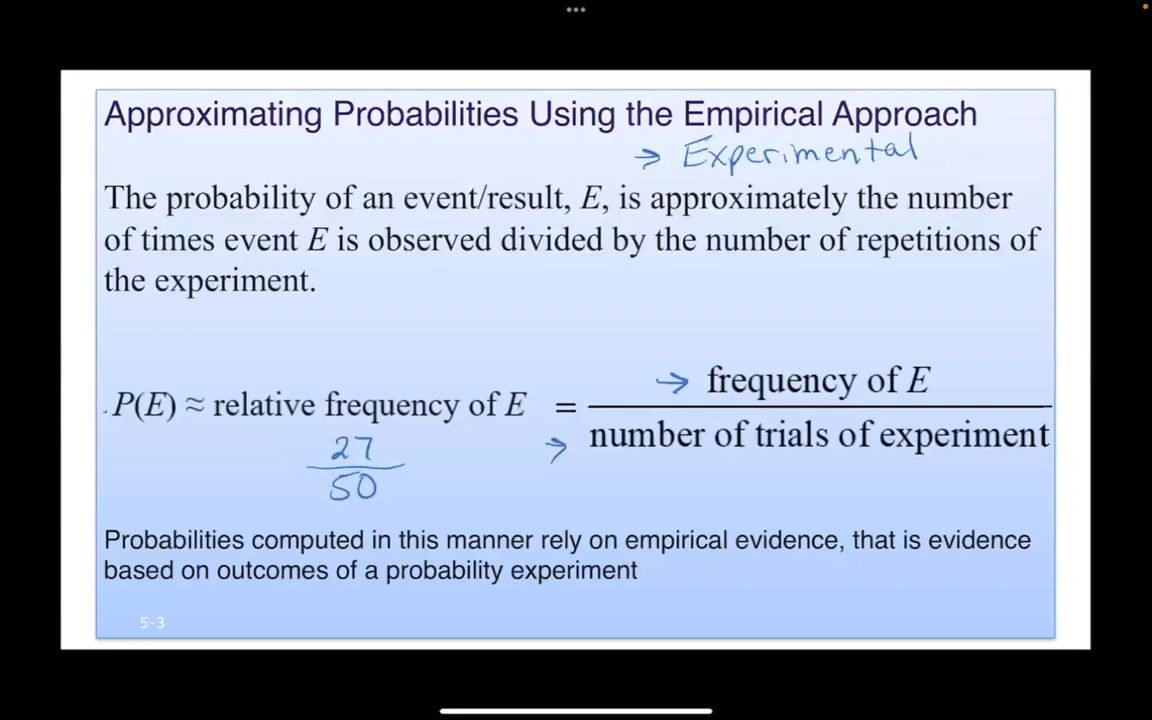 Approximating Probabilities Using the Empirical Approach
→ Experimental
The probability of an event/result, E, is approximately the number
of times event E is observed divided by the number of repetitions of
the experiment.
→ frequency of E
P(E) ≈ relative frequency of E =
→ number of trials of experiment
27
50
Probabilities computed in this manner rely on empirical evidence, that is evidence
based on outcomes of a probability experiment
5-3